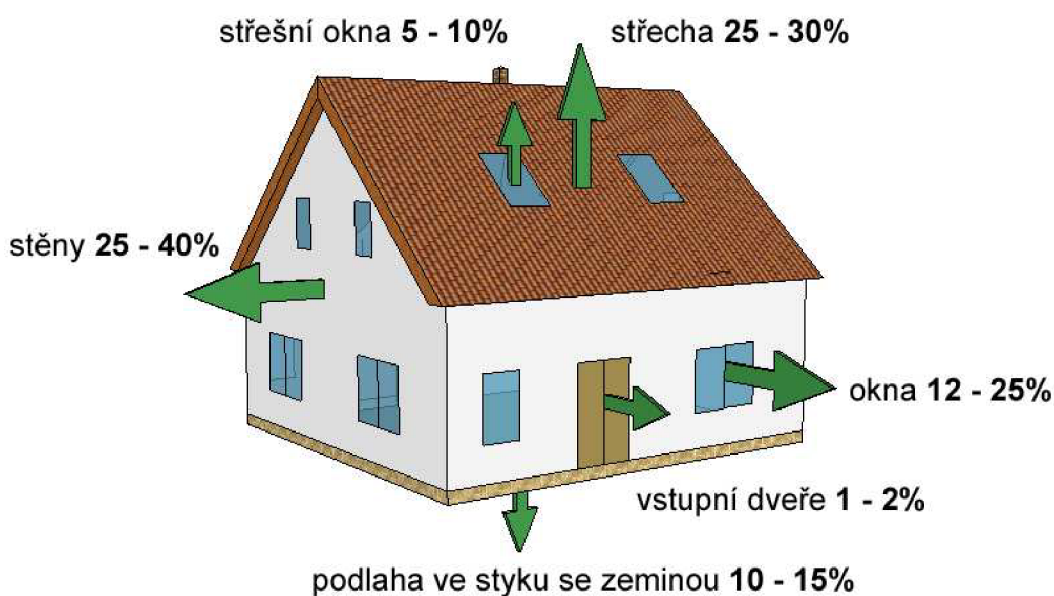 střešní okna 5 - 10%
střecha 25 - 30%
stěny 25 - 40%
okna 12 - 25%
vstupní dveře 1 - 2%
podlaha ve styku se zeminou 10 - 15%